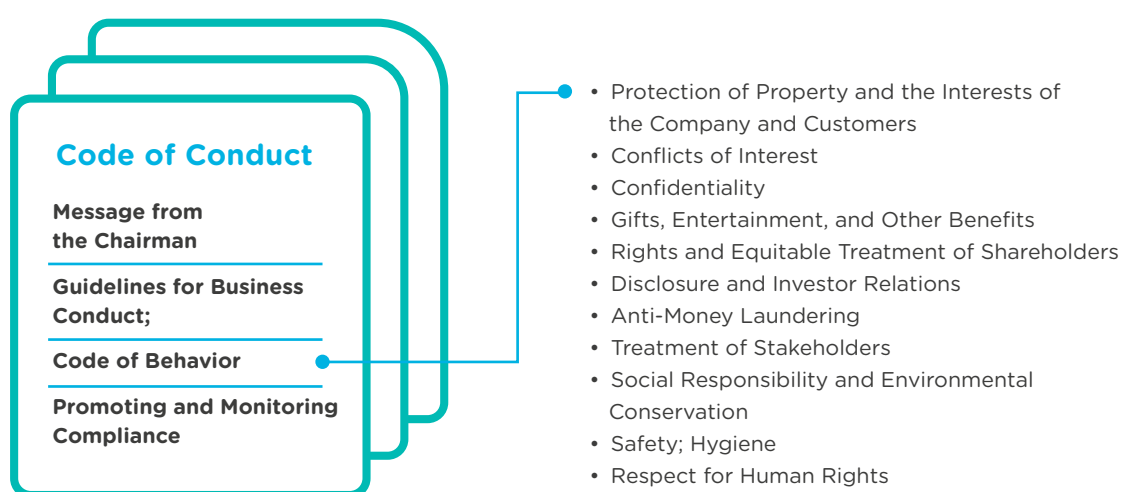 Code of Conduct
Message from
the Chairman
Guidelines for Business
Conduct;
Code of Behavior
Promoting and Monitoring
Compliance
• Protection of Property and the Interests of
the Company and Customers
• Conflicts of Interest
• Confidentiality
• Gifts, Entertainment, and Other Benefits
• Rights and Equitable Treatment of Shareholders
• Disclosure and Investor Relations
• Anti-Money Laundering
• Treatment of Stakeholders
• Social Responsibility and Environmental
Conservation
• Safety; Hygiene
• Respect for Human Rights